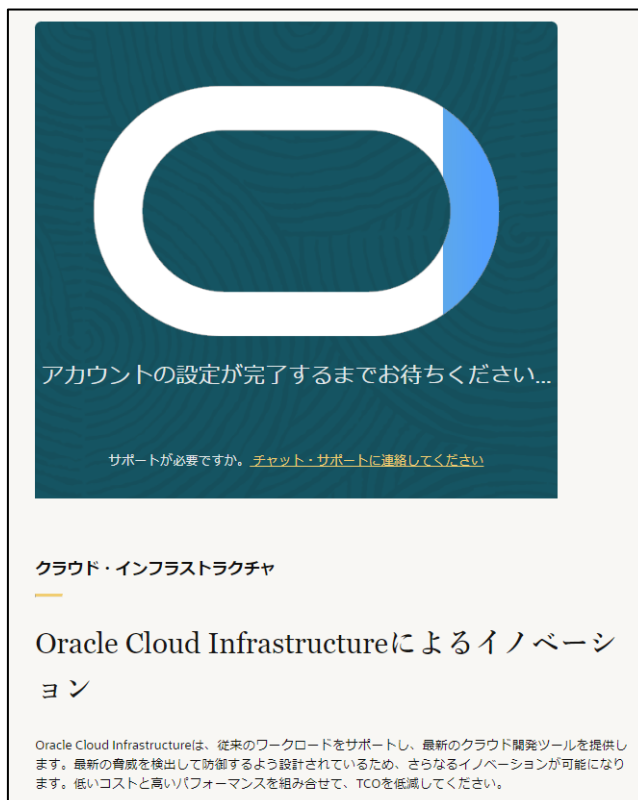 アカウントの設定が完了するまでお待ちください...
サポートが必要ですか。 チャット・サポートに連絡してください
クラウド・インフラストラクチャ
Oracle Cloud Infrastructureによるイノベーシ
ョン
Oracle Cloud Infrastructureは、従来のワークロードをサポートし、最新のクラウド開発ツールを提供し
ます。最新の脅威を検出して防御するよう設計されているため、さらなるイノベーションが可能になり
ます。低いコストと高いパフォーマンスを組み合せて、TCOを低減してください。